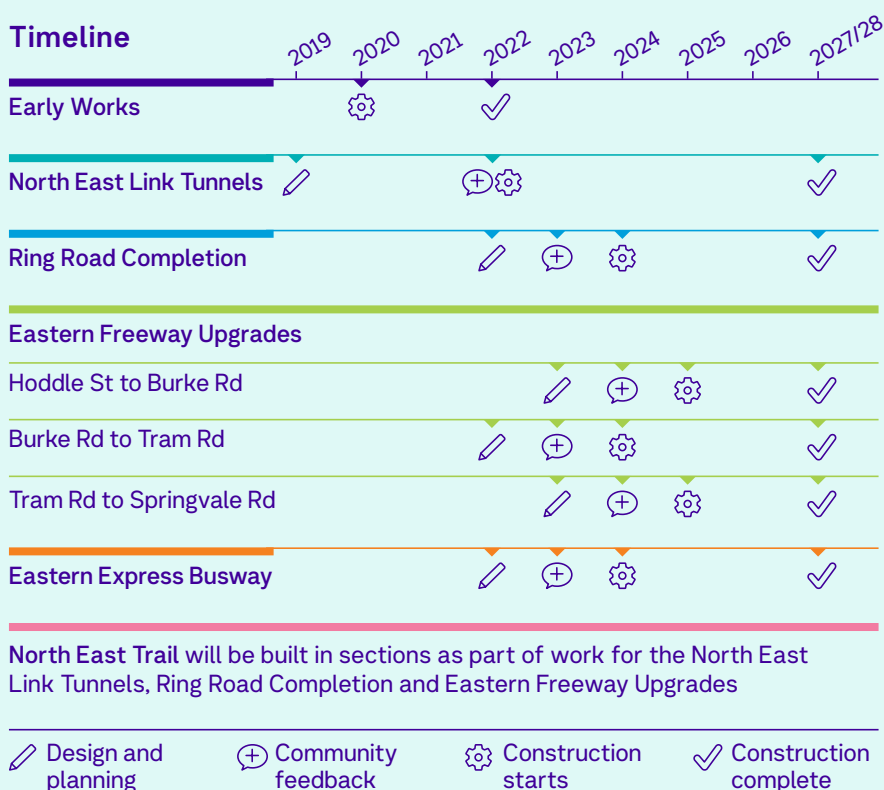 Timeline
2019 2020 2021 2022 2023 2024 2025 2026 2027/28
Early Works
North East Link Tunnels
Ring Road Completion
Eastern Freeway Upgrades
Hoddle St to Burke Rd
Burke Rd to Tram Rd
Tram Rd to Springvale Rd
Eastern Express Busway
North East Trail will be built in sections as part of work for the North East
Link Tunnels, Ring Road Completion and Eastern Freeway Upgrades
Design and
planning
Community
feedback
Construction
starts
Construction
complete